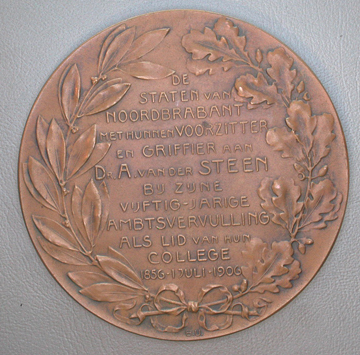 DE
STATEN VAN
NOORDBRABANT
MET HUNNEN VOORZITTER
EN GRIFFIER AAN
DR A. VAN DER STEEN
BIJ ZIJNE
VIJFTIG-JARIGE
AMBTSVERVULLING
ALS LID VAN HUN
COLLEGE
1856 · 1 JULI · 1906